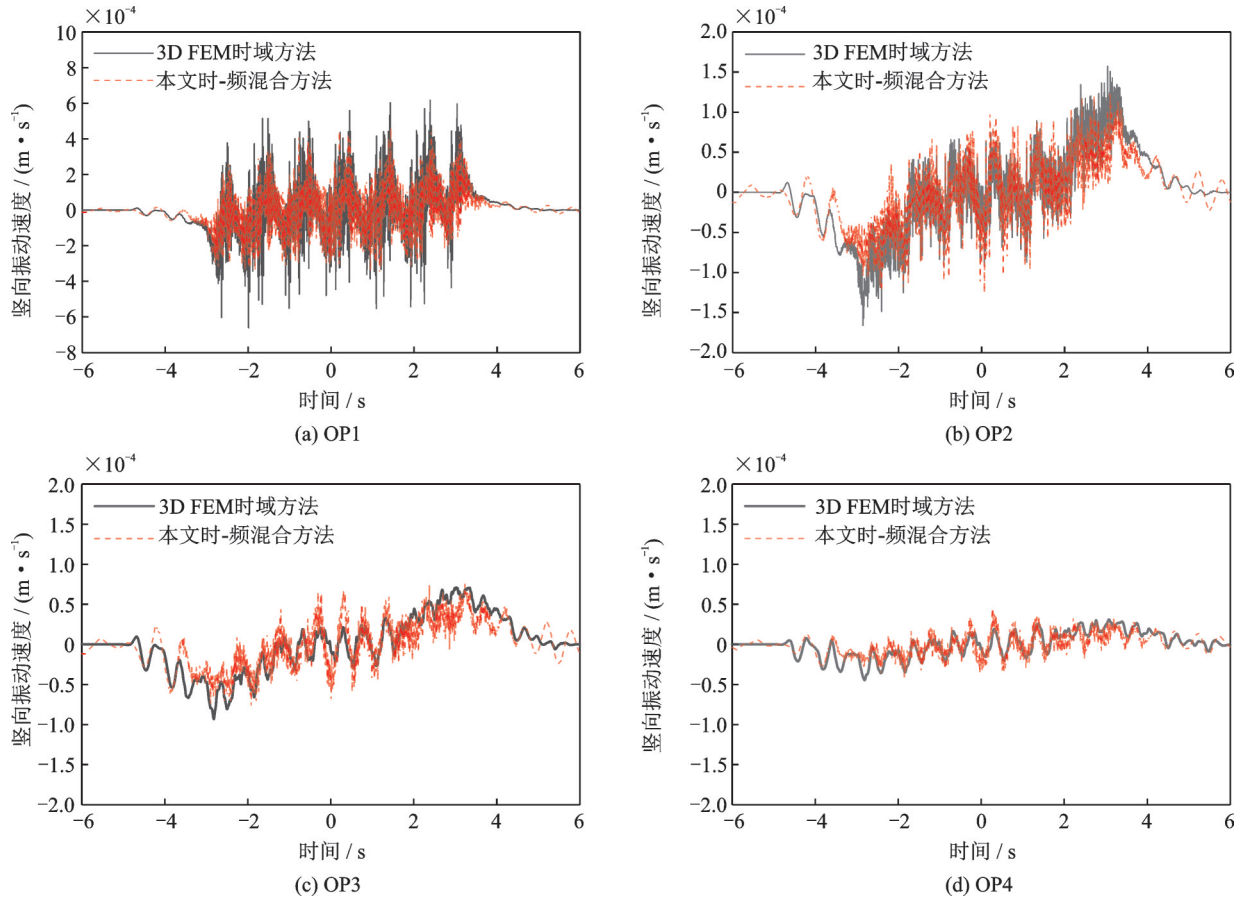 ×10⁻⁴
10
8
6
4
2
0
−2
−4
−6
−8
竖向振动速度 / (m·s⁻¹)
3D FEM时域方法
本文时-频混合方法
−6 −4 −2 0 2 4 6
时间 / s
(a) OP1
×10⁻⁴
2.0
1.5
1.0
0.5
0
−0.5
−1.0
−1.5
−2.0
竖向振动速度 / (m·s⁻¹)
3D FEM时域方法
本文时-频混合方法
−6 −4 −2 0 2 4 6
时间 / s
(b) OP2
×10⁻⁴
2.0
1.5
1.0
0.5
0
−0.5
−1.0
−1.5
−2.0
竖向振动速度 / (m·s⁻¹)
3D FEM时域方法
本文时-频混合方法
−6 −4 −2 0 2 4 6
时间 / s
(c) OP3
×10⁻⁴
2.0
1.5
1.0
0.5
0
−0.5
−1.0
−1.5
−2.0
竖向振动速度 / (m·s⁻¹)
3D FEM时域方法
本文时-频混合方法
−6 −4 −2 0 2 4 6
时间 / s
(d) OP4